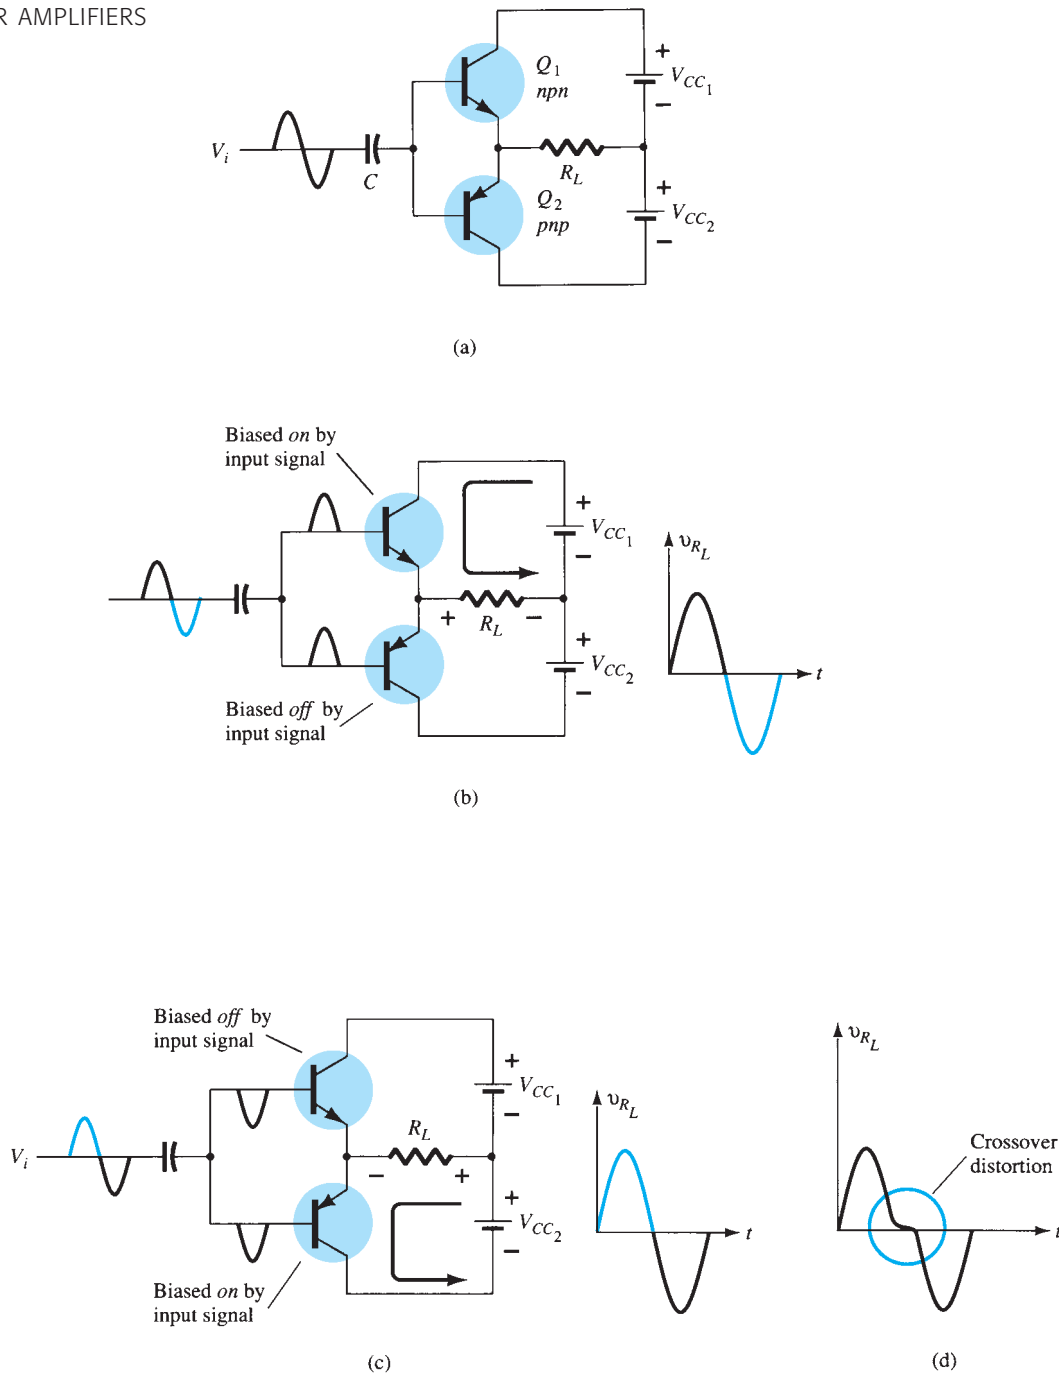 R AMPLIFIERS
Q1
npn
+
VCC1
−
Vi
C
RL
Q2
pnp
+
VCC2
−
(a)
Biased on by
input signal
+
VCC1
−
υRL
+ RL −
t
+
VCC2
−
Biased off by
input signal
(b)
Biased off by
input signal
+
VCC1
−
υRL
υRL
Vi
RL
− +
Crossover
distortion
+
VCC2
−
t
t
Biased on by
input signal
(c)
(d)